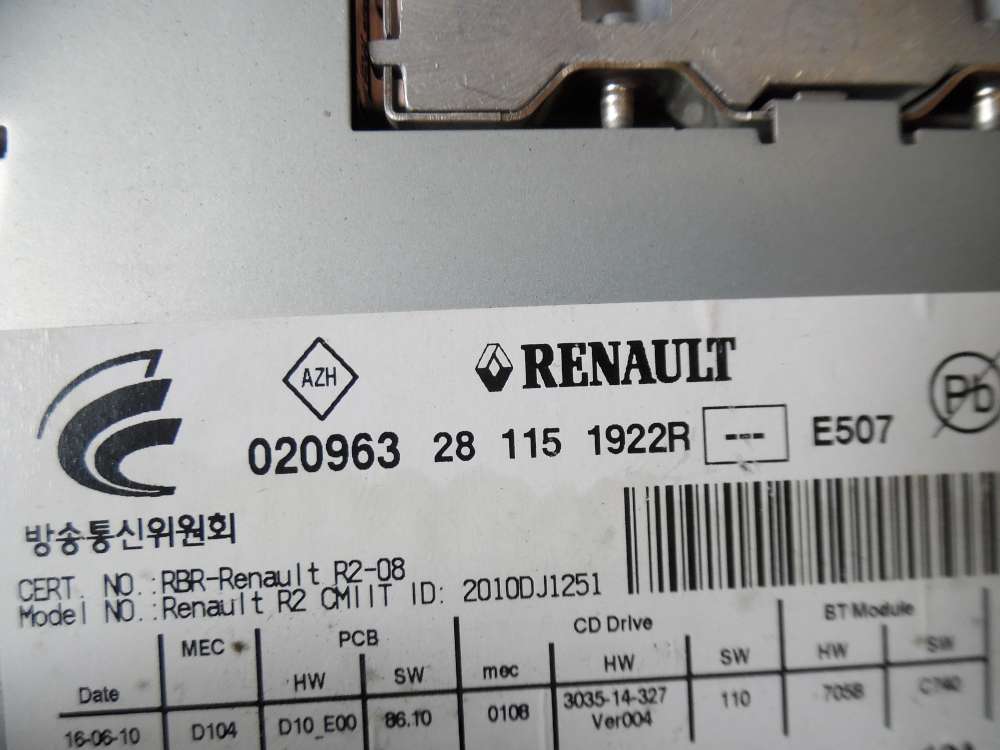 AZH RENAULT Pb
020963 28 115 1922R --- E507
방송통신위원회
CERT. NO.:RBR-Renault R2-08
Model NO.:Renault R2 CMIIT ID: 2010DJ1251
MEC PCB CD Drive BT Module
Date HW SW mec HW SW HW SW
16-06-10 D104 D10_E00 86.10 0108 3035-14-327 110 7058
Ver004